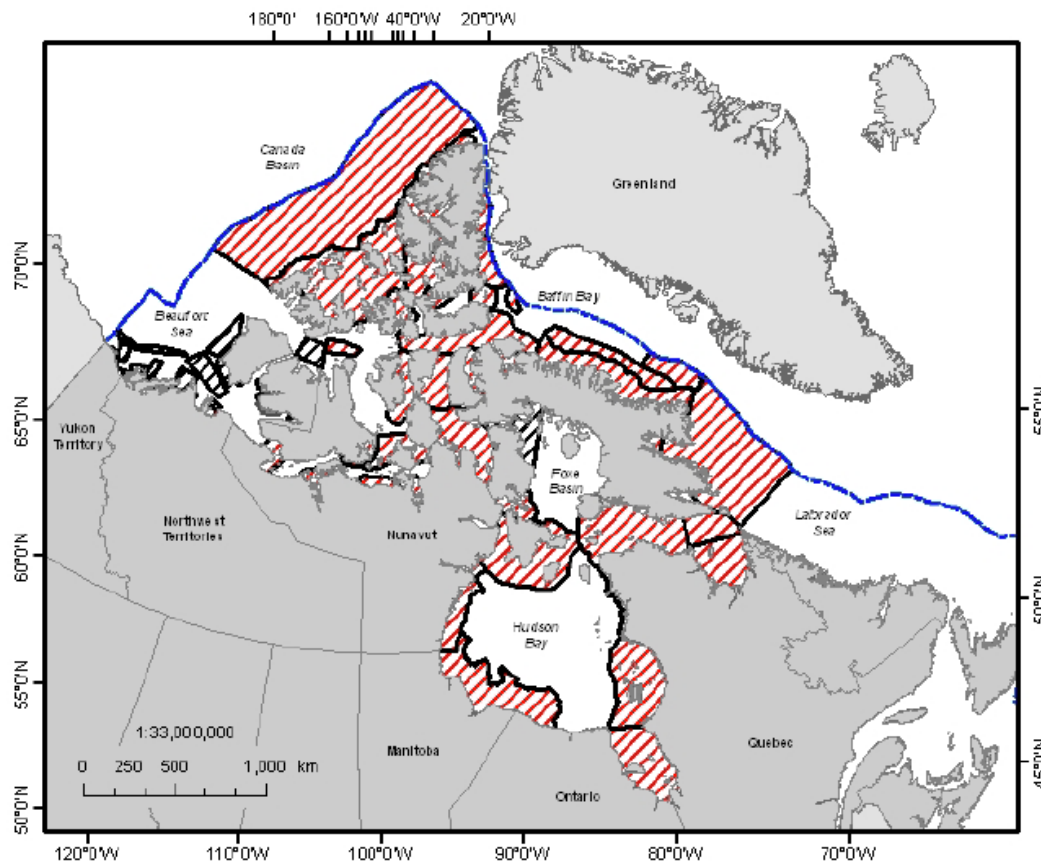 180°0' 160°0'W 40°0'W 20°0'W
Canada
Basin
Greenland
70°0'N
Beaufort
Sea
Baffin Bay
65°0'N
Yukon
Territory
Foxe
Basin
Northwest
Territories
Nunavut
Labrador
Sea
60°0'N
Hudson
Bay
55°0'N
1:33,000,000
Manitoba
Quebec
0 250 500 1,000 km
Ontario
50°0'N
120°0'W 110°0'W 100°0'W 90°0'W 80°0'W 70°0'W